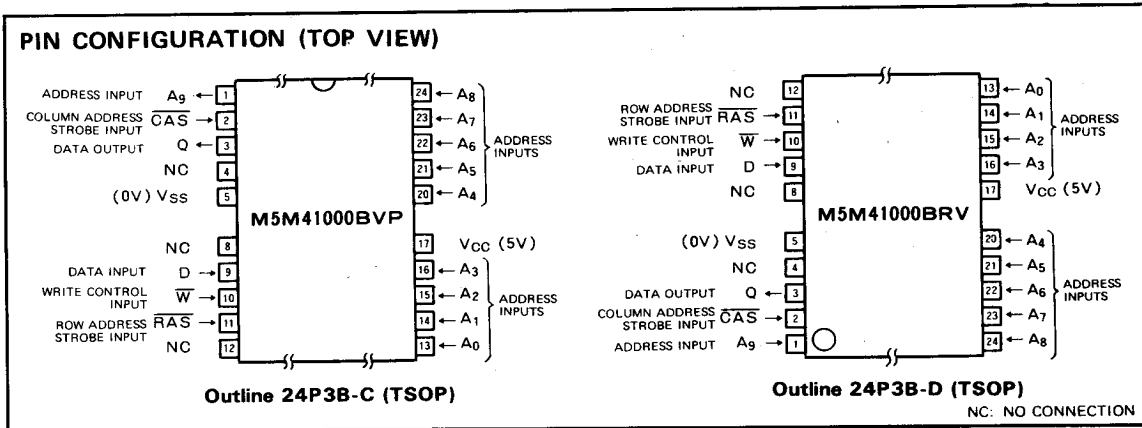 PIN CONFIGURATION (TOP VIEW)
ADDRESS INPUT A9 ← 1
COLUMN ADDRESS STROBE INPUT CAS → 2
DATA OUTPUT Q ← 3
NC 4
(0V) VSS 5
NC 8
DATA INPUT D → 9
WRITE CONTROL INPUT W → 10
ROW ADDRESS STROBE INPUT RAS → 11
NC 12
M5M41000BVP
24 ← A8
23 ← A7
22 ← A6
21 ← A5
20 ← A4
ADDRESS INPUTS
17 VCC (5V)
16 ← A3
15 ← A2
14 ← A1
13 ← A0
ADDRESS INPUTS
Outline 24P3B-C (TSOP)
NC 12
ROW ADDRESS STROBE INPUT RAS → 11
WRITE CONTROL INPUT W → 10
DATA INPUT D → 9
NC 8
(0V) VSS 5
NC 4
DATA OUTPUT Q ← 3
COLUMN ADDRESS STROBE INPUT CAS → 2
ADDRESS INPUT A9 → 1
M5M41000BRV
13 ← A0
14 ← A1
15 ← A2
16 ← A3
ADDRESS INPUTS
17 VCC (5V)
20 ← A4
21 ← A5
22 ← A6
23 ← A7
24 ← A8
ADDRESS INPUTS
Outline 24P3B-D (TSOP)
NC: NO CONNECTION